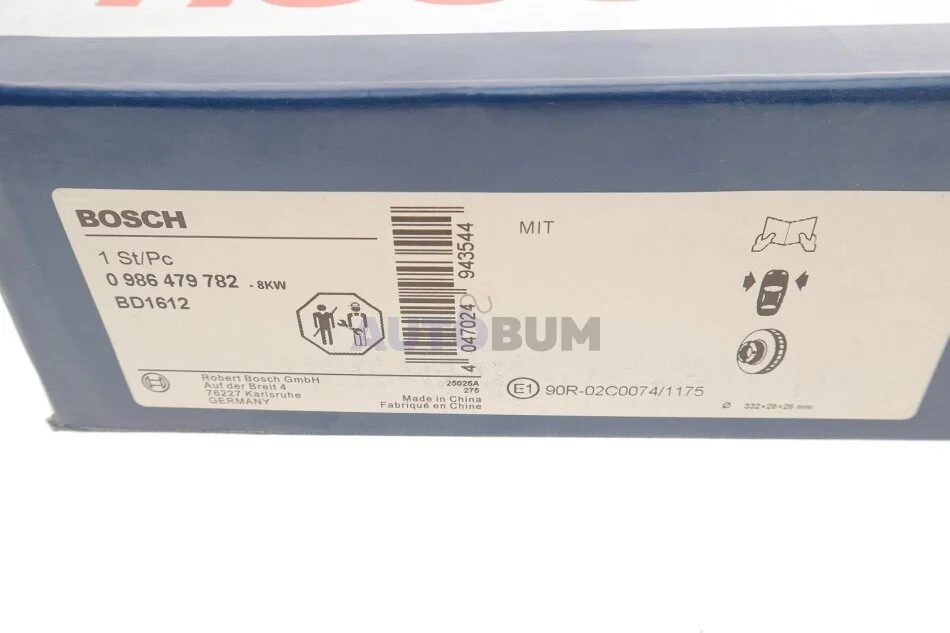 BOSCH
1 St/Pc
0 986 479 782 - 8KW
BD1612
MIT
4 047024 943544
AUTOBUM
Robert Bosch GmbH
Auf der Breit 4
76227 Karlsruhe
GERMANY
25025A
275
Made in China
Fabriqué en Chine
E1 90R-02C0074/1175
Ø 332×28×26 mm